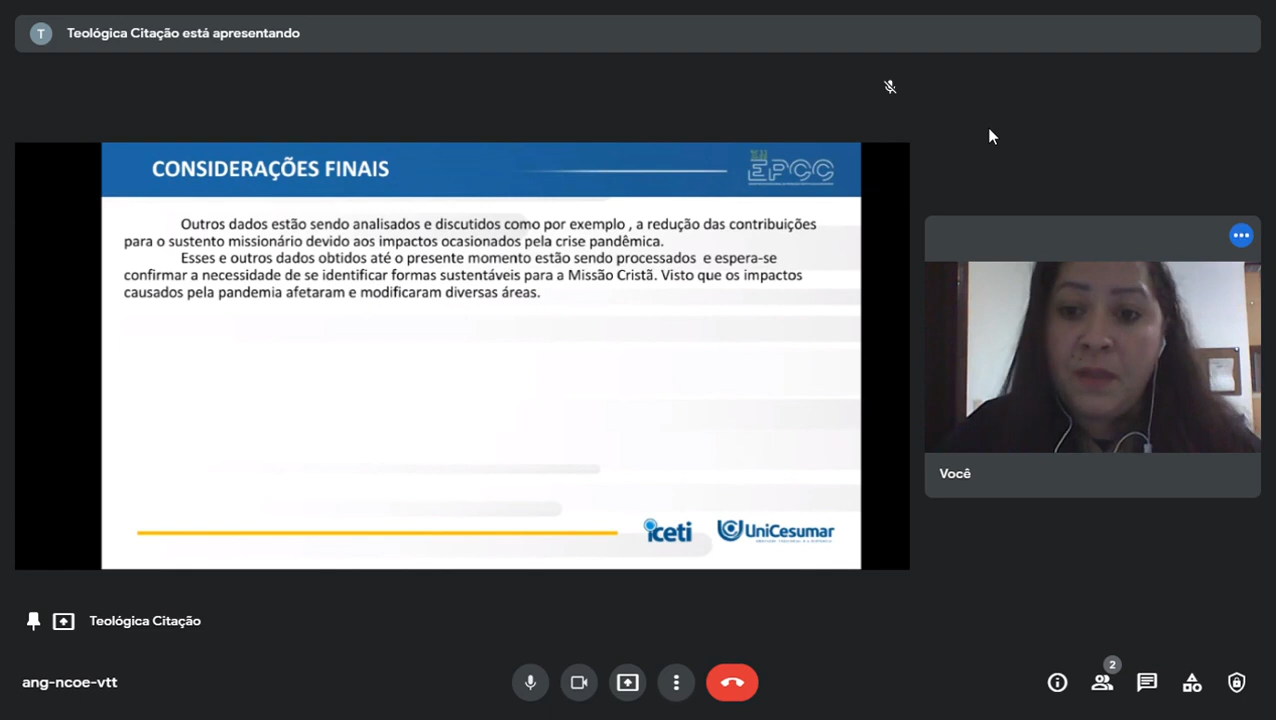 T
Teológica Citação está apresentando
CONSIDERAÇÕES FINAIS
XII
EPCC
Outros dados estão sendo analisados e discutidos como por exemplo , a redução das contribuições
para o sustento missionário devido aos impactos ocasionados pela crise pandêmica.
Esses e outros dados obtidos até o presente momento estão sendo processados e espera-se
confirmar a necessidade de se identificar formas sustentáveis para a Missão Cristã. Visto que os impactos
causados pela pandemia afetaram e modificaram diversas áreas.
iceti
UniCesumar
Você
Teológica Citação
ang-ncoe-vtt
2